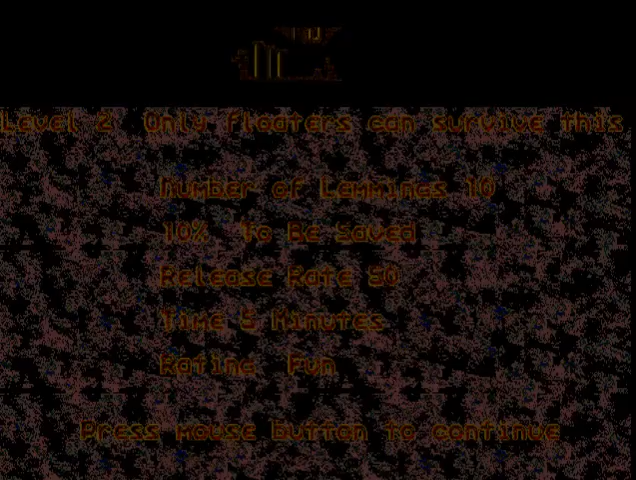 Level 2 Only floaters can survive this
Number of Lemmings 10
10% To Be Saved
Release Rate 50
Time 5 Minutes
Rating Fun
Press mouse button to continue